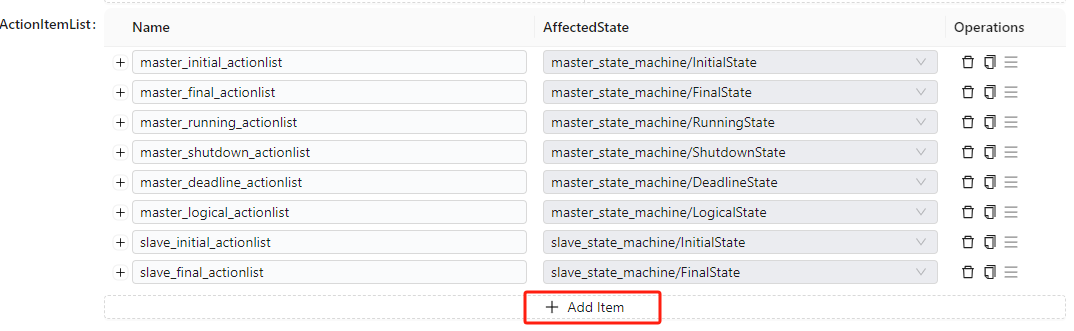 ActionItemList: Name AffectedState Operations
master_initial_actionlist master_state_machine/InitialState
master_final_actionlist master_state_machine/FinalState
master_running_actionlist master_state_machine/RunningState
master_shutdown_actionlist master_state_machine/ShutdownState
master_deadline_actionlist master_state_machine/DeadlineState
master_logical_actionlist master_state_machine/LogicalState
slave_initial_actionlist slave_state_machine/InitialState
slave_final_actionlist slave_state_machine/FinalState
+ Add Item